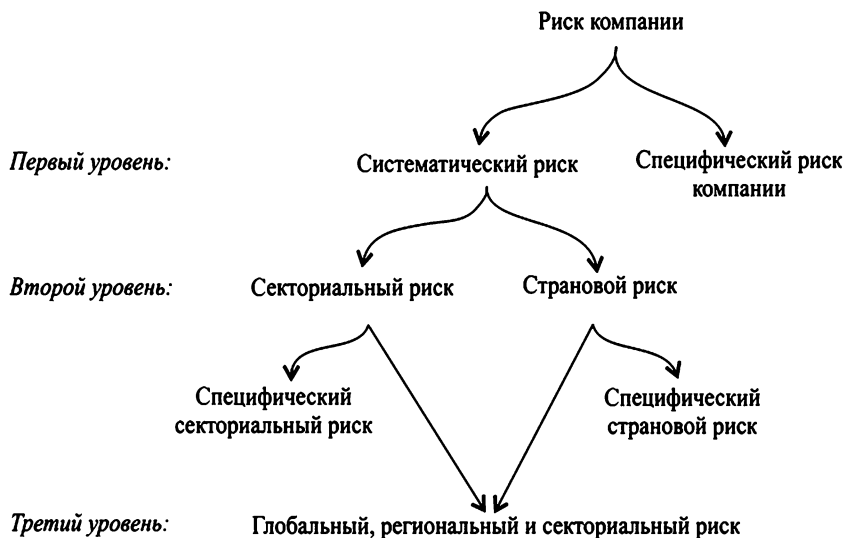 Риск компании
Первый уровень:
Систематический риск
Специфический риск
компании
Второй уровень:
Секториальный риск
Страновой риск
Специфический
секториальный риск
Специфический
страновой риск
Третий уровень:
Глобальный, региональный и секториальный риск